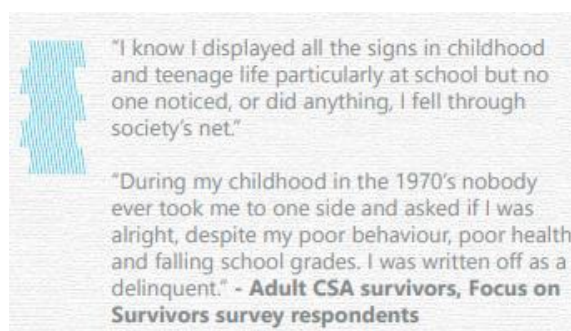 “I know I displayed all the signs in childhood
and teenage life particularly at school but no
one noticed, or did anything, I fell through
society’s net.”
“During my childhood in the 1970’s nobody
ever took me to one side and asked if I was
alright, despite my poor behaviour, poor health
and falling school grades. I was written off as a
delinquent.” - Adult CSA survivors, Focus on
Survivors survey respondents